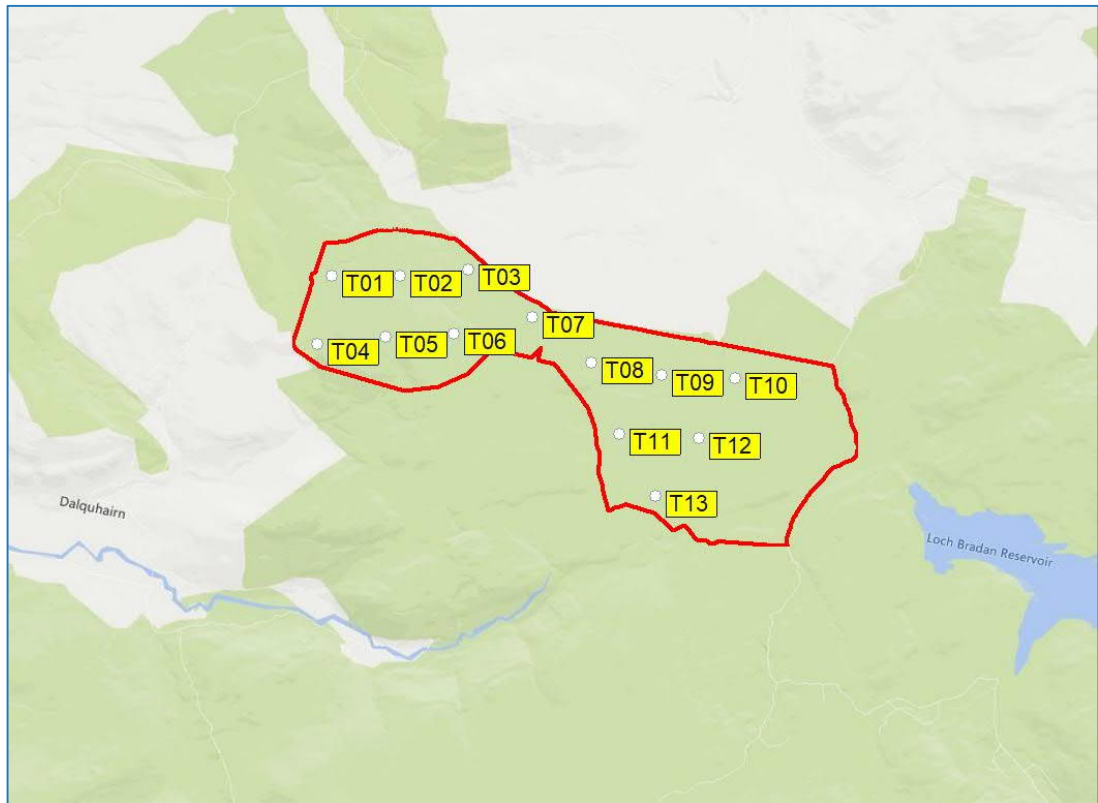 T01
T02
T03
T04
T05
T06
T07
T08
T09
T10
T11
T12
T13
Dalquhairn
Loch Bradan Reservoir